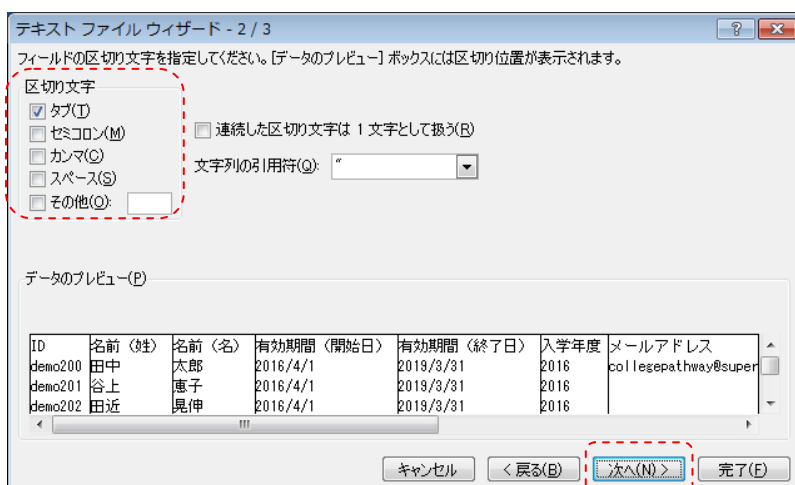 テキスト ファイル ウィザード - 2 / 3
フィールドの区切り文字を指定してください。[データのプレビュー] ボックスには区切り位置が表示されます。
区切り文字
タブ(T)
セミコロン(M)
カンマ(C)
スペース(S)
その他(O):
連続した区切り文字は 1 文字として扱う(R)
文字列の引用符(Q): "
データのプレビュー(P)
ID 名前（姓） 名前（名） 有効期間（開始日） 有効期間（終了日） 入学年度 メールアドレス
demo200 田中 太郎 2016/4/1 2019/3/31 2016 collegepathway@super
demo201 谷上 恵子 2016/4/1 2019/3/31 2016
demo202 田近 晃伸 2016/4/1 2019/3/31 2016
キャンセル < 戻る(B) 次へ(N) > 完了(F)